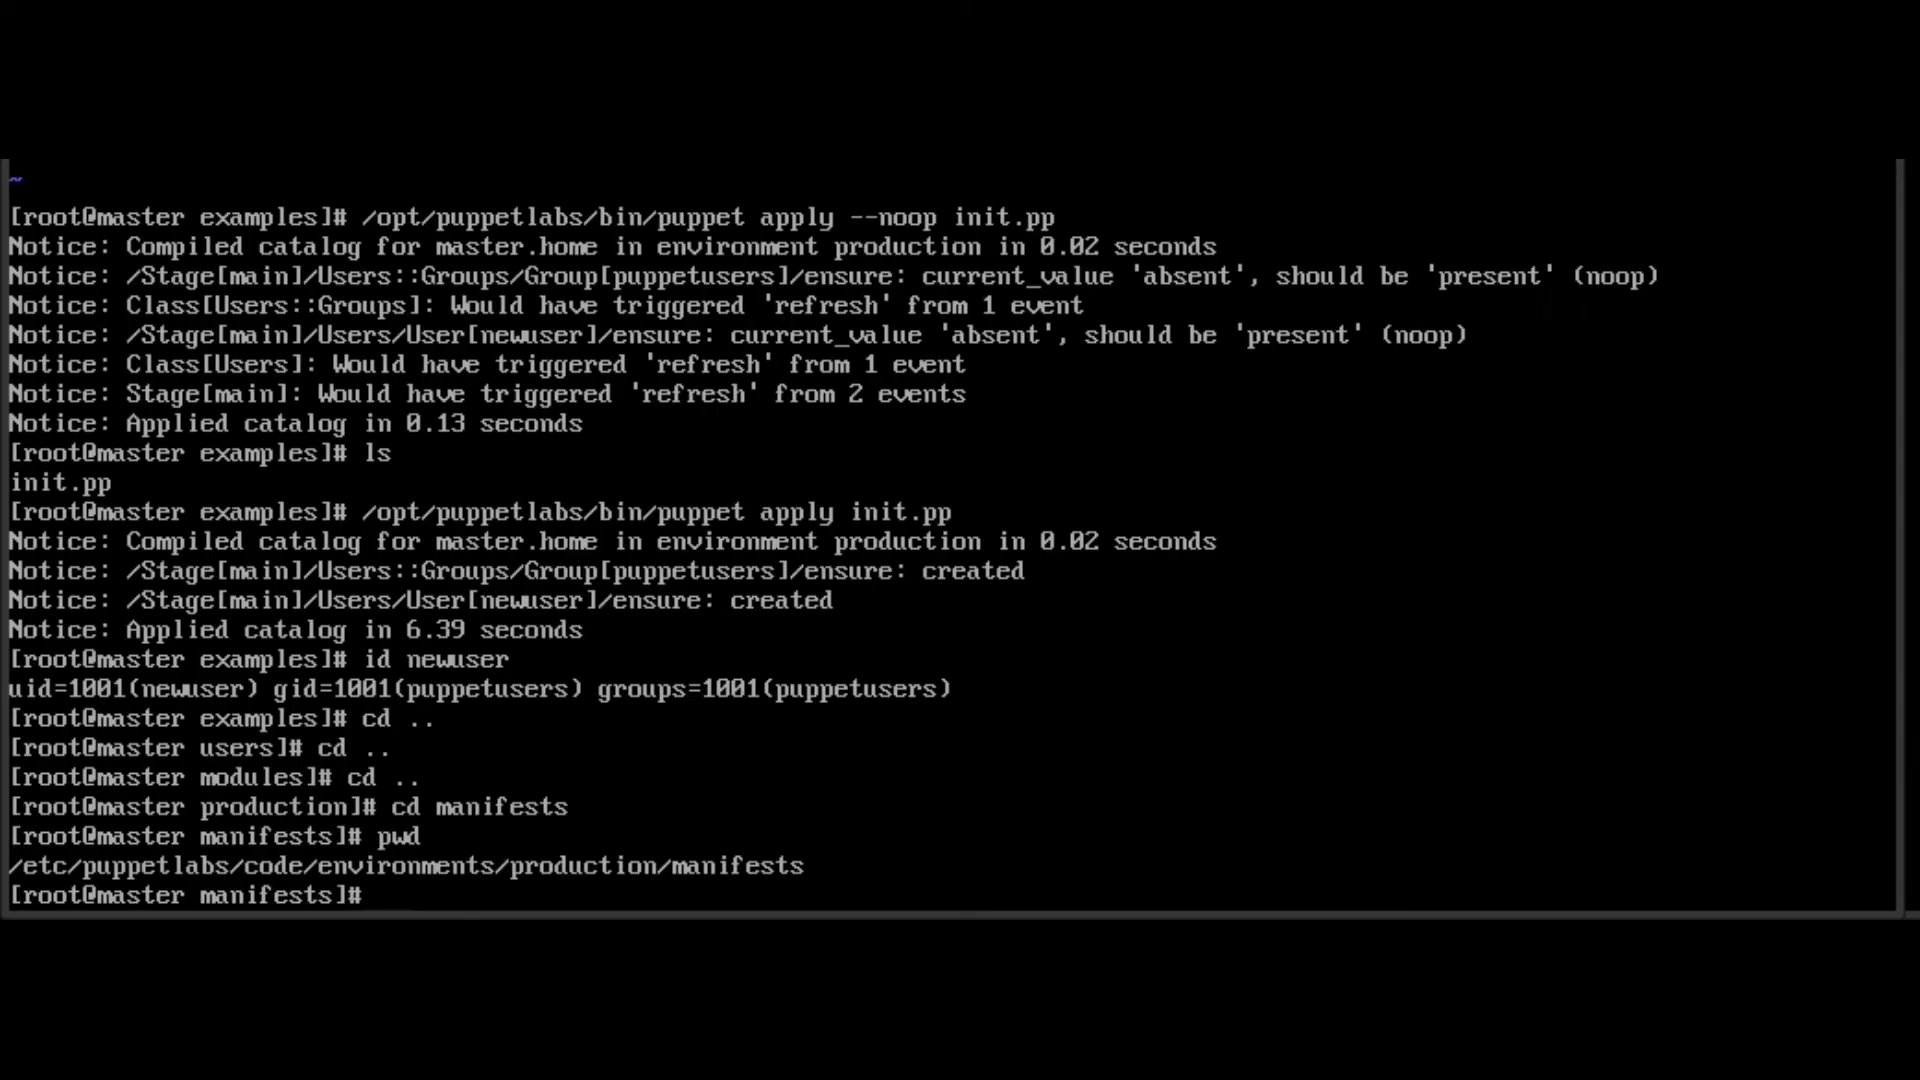 ~
[root@master examples]# /opt/puppetlabs/bin/puppet apply --noop init.pp
Notice: Compiled catalog for master.home in environment production in 0.02 seconds
Notice: /Stage[main]/Users::Groups/Group[puppetusers]/ensure: current_value 'absent', should be 'present' (noop)
Notice: Class[Users::Groups]: Would have triggered 'refresh' from 1 event
Notice: /Stage[main]/Users/User[newuser]/ensure: current_value 'absent', should be 'present' (noop)
Notice: Class[Users]: Would have triggered 'refresh' from 1 event
Notice: Stage[main]: Would have triggered 'refresh' from 2 events
Notice: Applied catalog in 0.13 seconds
[root@master examples]# ls
init.pp
[root@master examples]# /opt/puppetlabs/bin/puppet apply init.pp
Notice: Compiled catalog for master.home in environment production in 0.02 seconds
Notice: /Stage[main]/Users::Groups/Group[puppetusers]/ensure: created
Notice: /Stage[main]/Users/User[newuser]/ensure: created
Notice: Applied catalog in 6.39 seconds
[root@master examples]# id newuser
uid=1001(newuser) gid=1001(puppetusers) groups=1001(puppetusers)
[root@master examples]# cd ..
[root@master users]# cd ..
[root@master modules]# cd ..
[root@master production]# cd manifests
[root@master manifests]# pwd
/etc/puppetlabs/code/environments/production/manifests
[root@master manifests]#